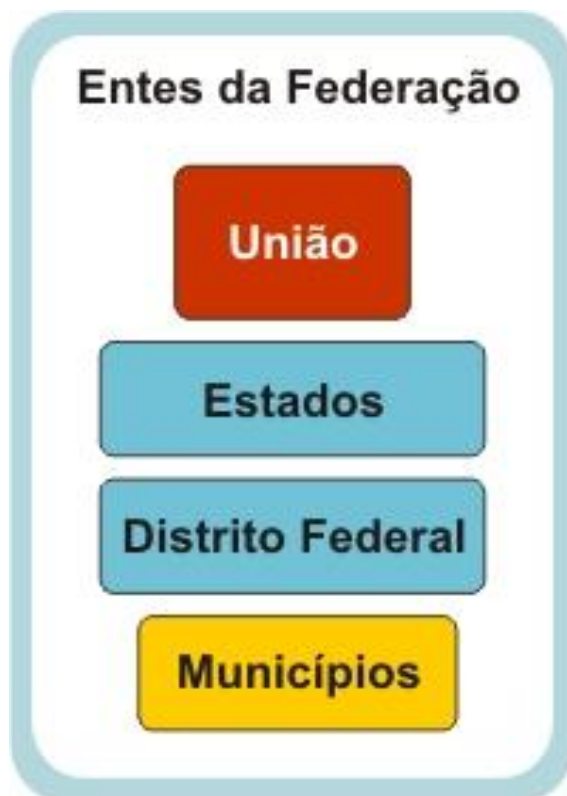 Entes da Federação
União
Estados
Distrito Federal
Municípios